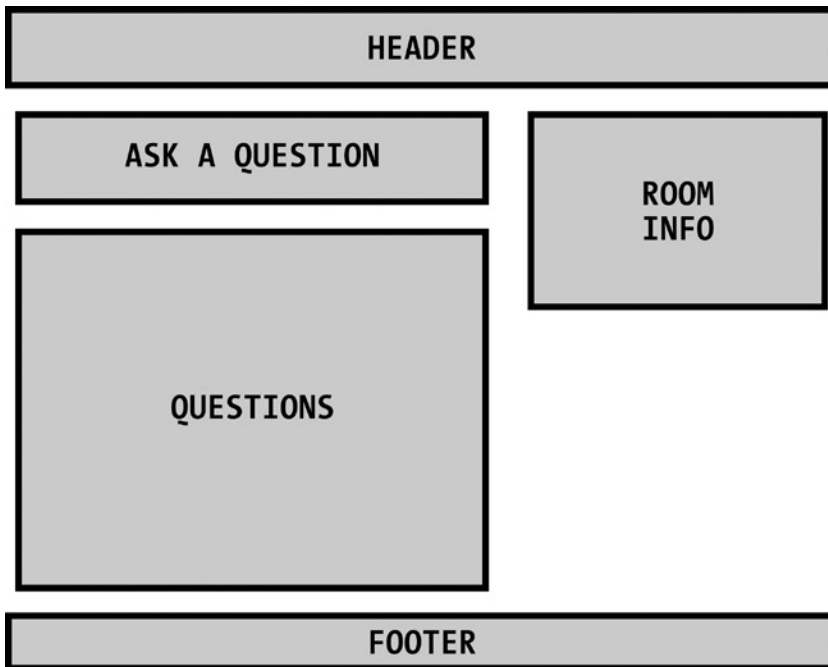 HEADER
ASK A QUESTION
ROOM
INFO
QUESTIONS
FOOTER